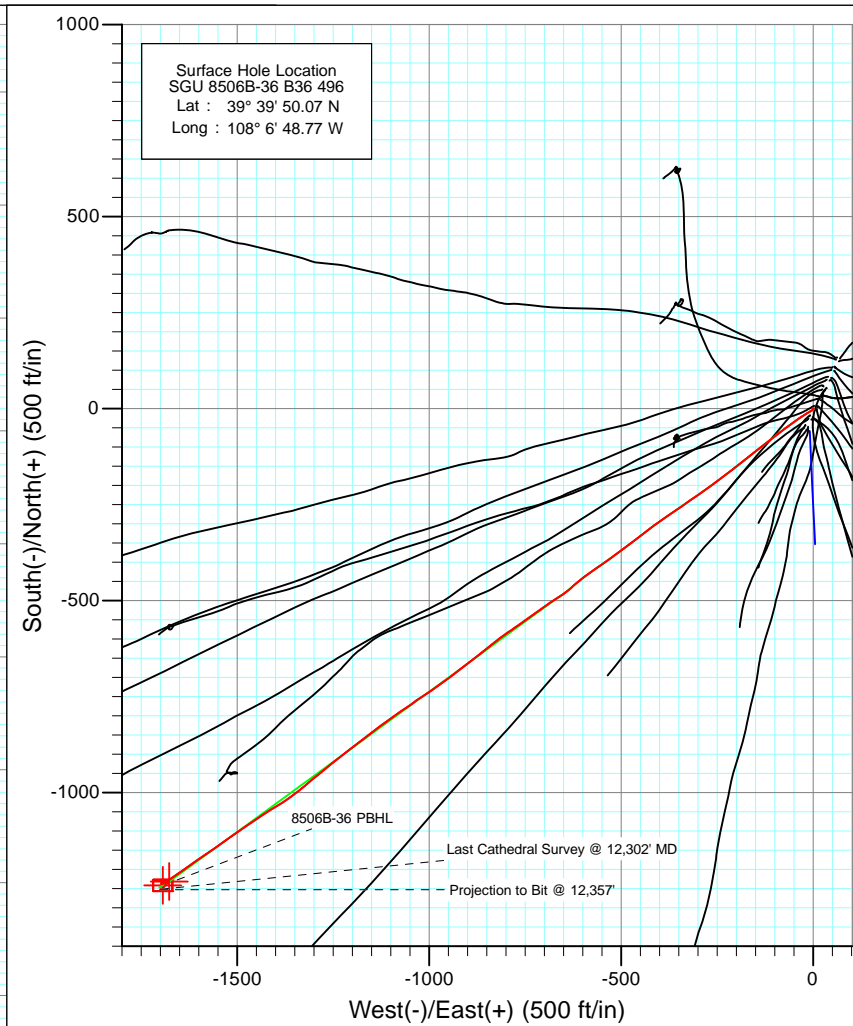 1000
Surface Hole Location
SGU 8506B-36 B36 496
Lat : 39° 39' 50.07 N
Long : 108° 6' 48.77 W
500
0
-500
-1000
South(-)/North(+) (500 ft/in)
8506B-36 PBHL
Last Cathedral Survey @ 12,302' MD
Projection to Bit @ 12,357'
-1500
-1000
-500
0
West(-)/East(+) (500 ft/in)